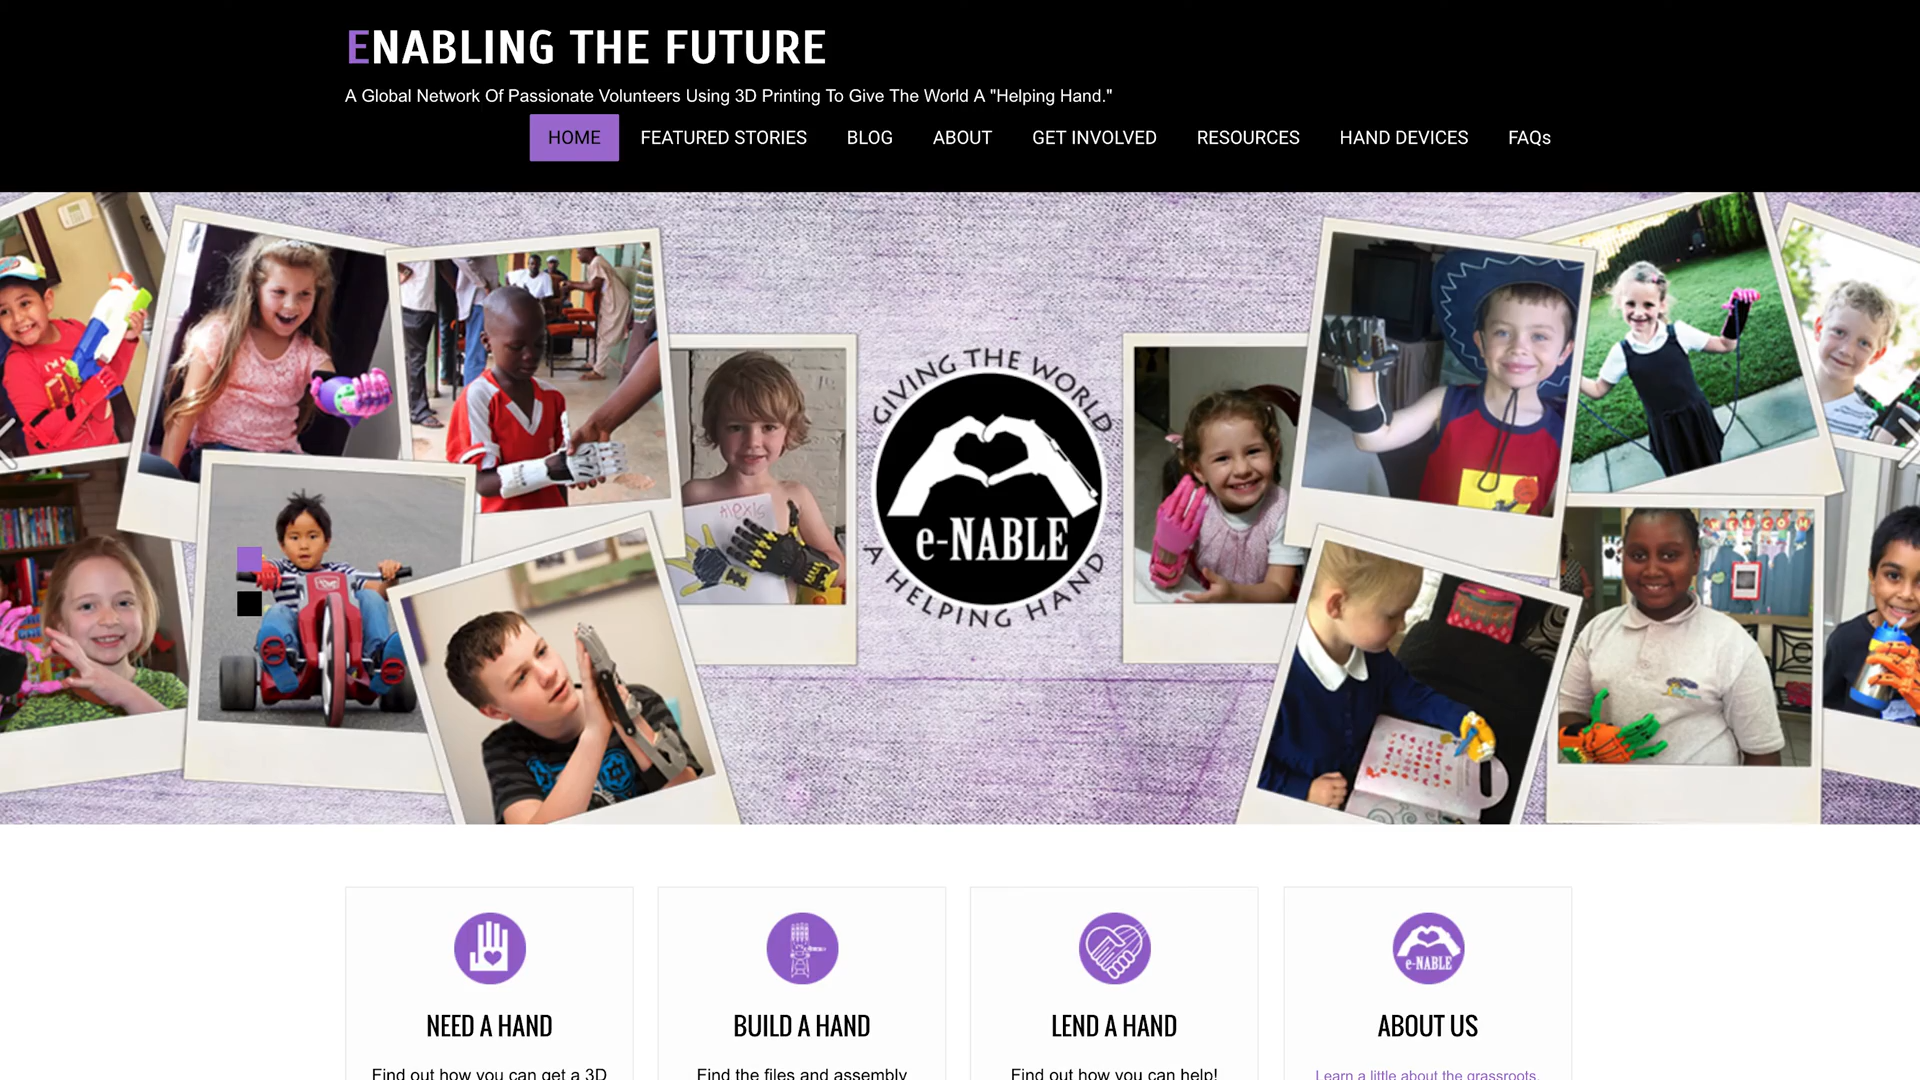 ENABLING THE FUTURE
A Global Network Of Passionate Volunteers Using 3D Printing To Give The World A "Helping Hand."
HOME FEATURED STORIES BLOG ABOUT GET INVOLVED RESOURCES HAND DEVICES FAQs
GIVING THE WORLD
e-NABLE
A HELPING HAND
ALEXIS
e-NABLE
NEED A HAND BUILD A HAND LEND A HAND ABOUT US
Find out how you can get a 3D Find the files and assembly Find out how you can help! Learn a little about the grassroots,